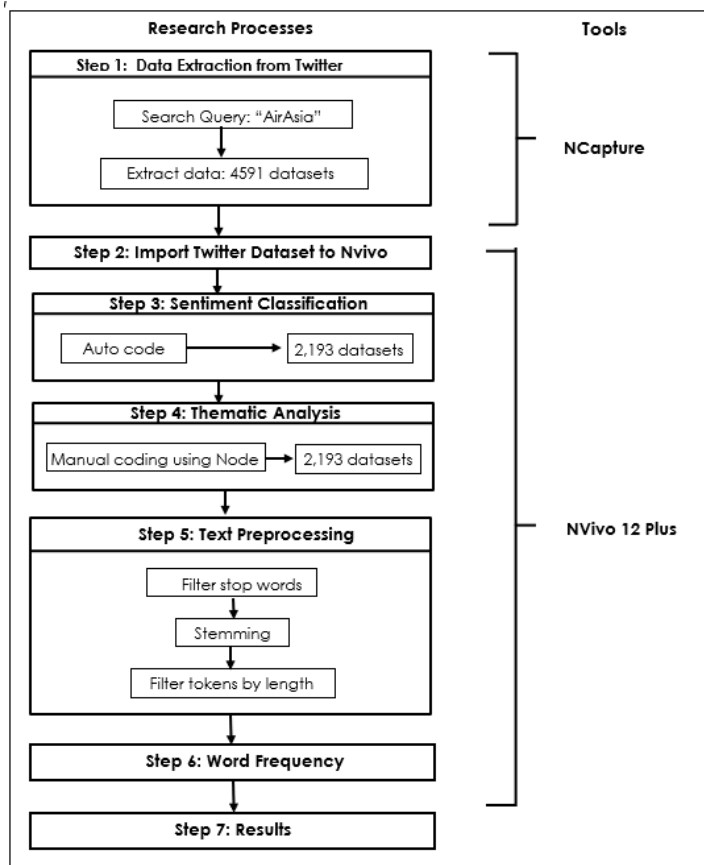 Research Processes
Tools
Step 1: Data Extraction from Twitter
Search Query: “AirAsia”
Extract data: 4591 datasets
NCapture
Step 2: Import Twitter Dataset to Nvivo
Step 3: Sentiment Classification
Auto code
2,193 datasets
Step 4: Thematic Analysis
Manual coding using Node
2,193 datasets
Step 5: Text Preprocessing
Filter stop words
Stemming
Filter tokens by length
NVivo 12 Plus
Step 6: Word Frequency
Step 7: Results